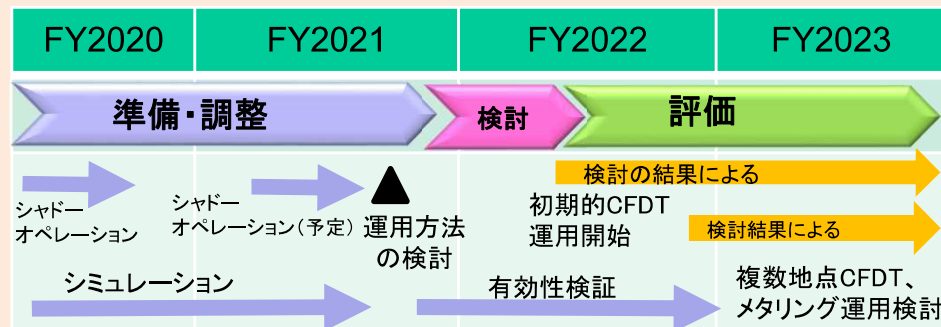 FY2020 FY2021 FY2022 FY2023
準備・調整 検討 評価
検討の結果による
シャドー
オペレーション
シャドー
オペレーション(予定)
運用方法
の検討
初期的CFDT
運用開始
検討結果による
シミュレーション
有効性検証
複数地点CFDT、
メタリング運用検討